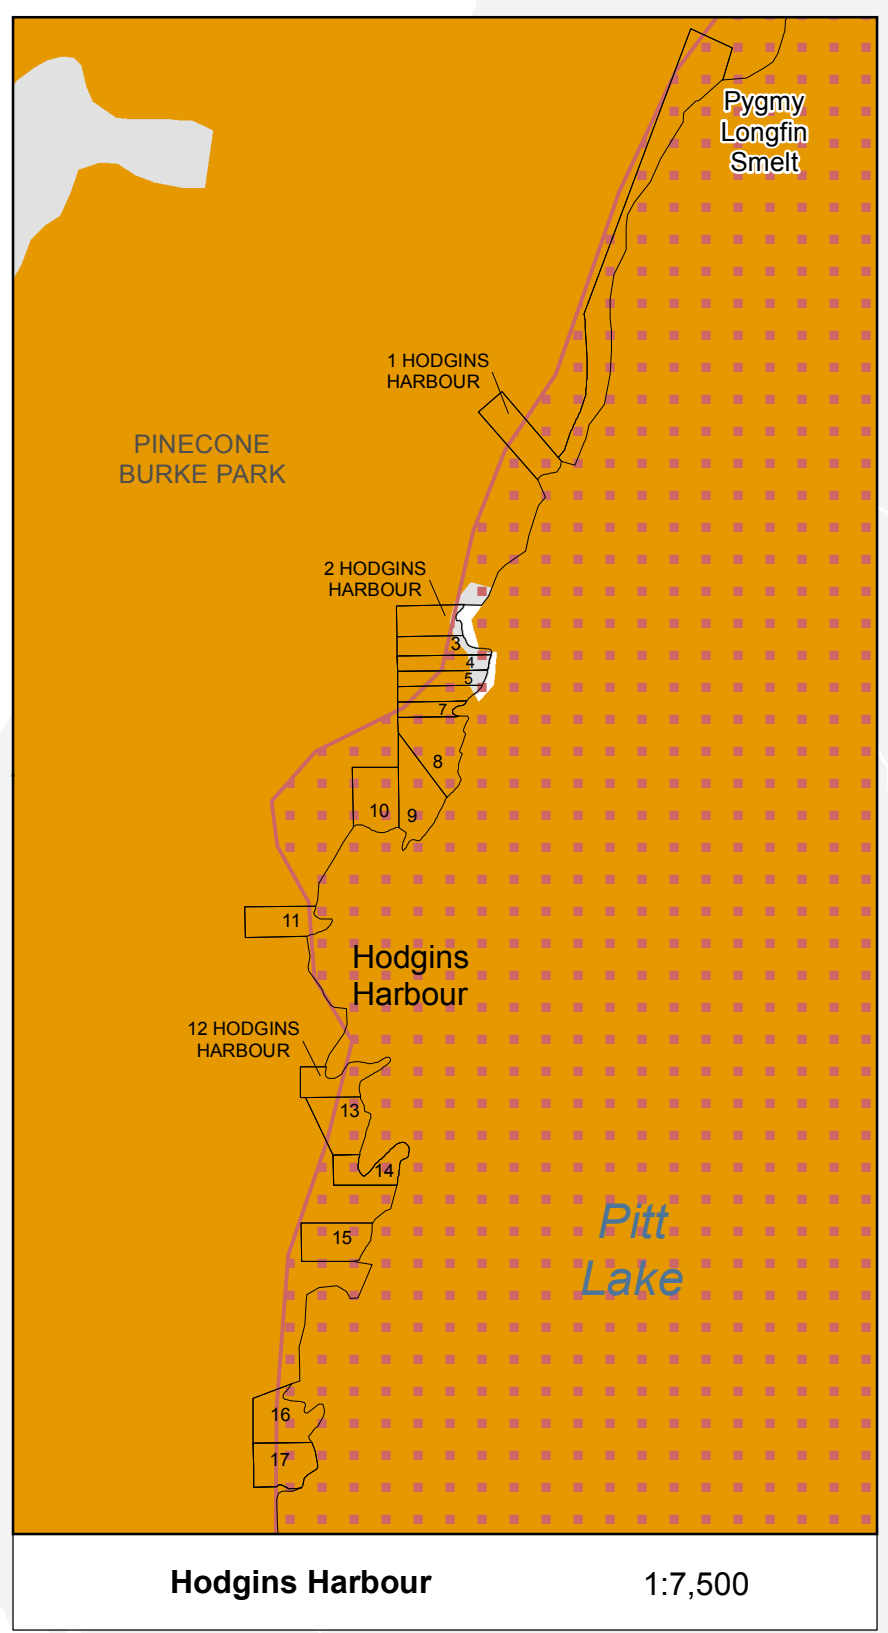 Pygmy
Longfin
Smelt
1 HODGINS
HARBOUR
PINECONE
BURKE PARK
2 HODGINS
HARBOUR
3
4
5
7
8
10
9
11
Hodgins
Harbour
12 HODGINS
HARBOUR
13
14
Pitt
Lake
15
16
17
Hodgins Harbour
1:7,500